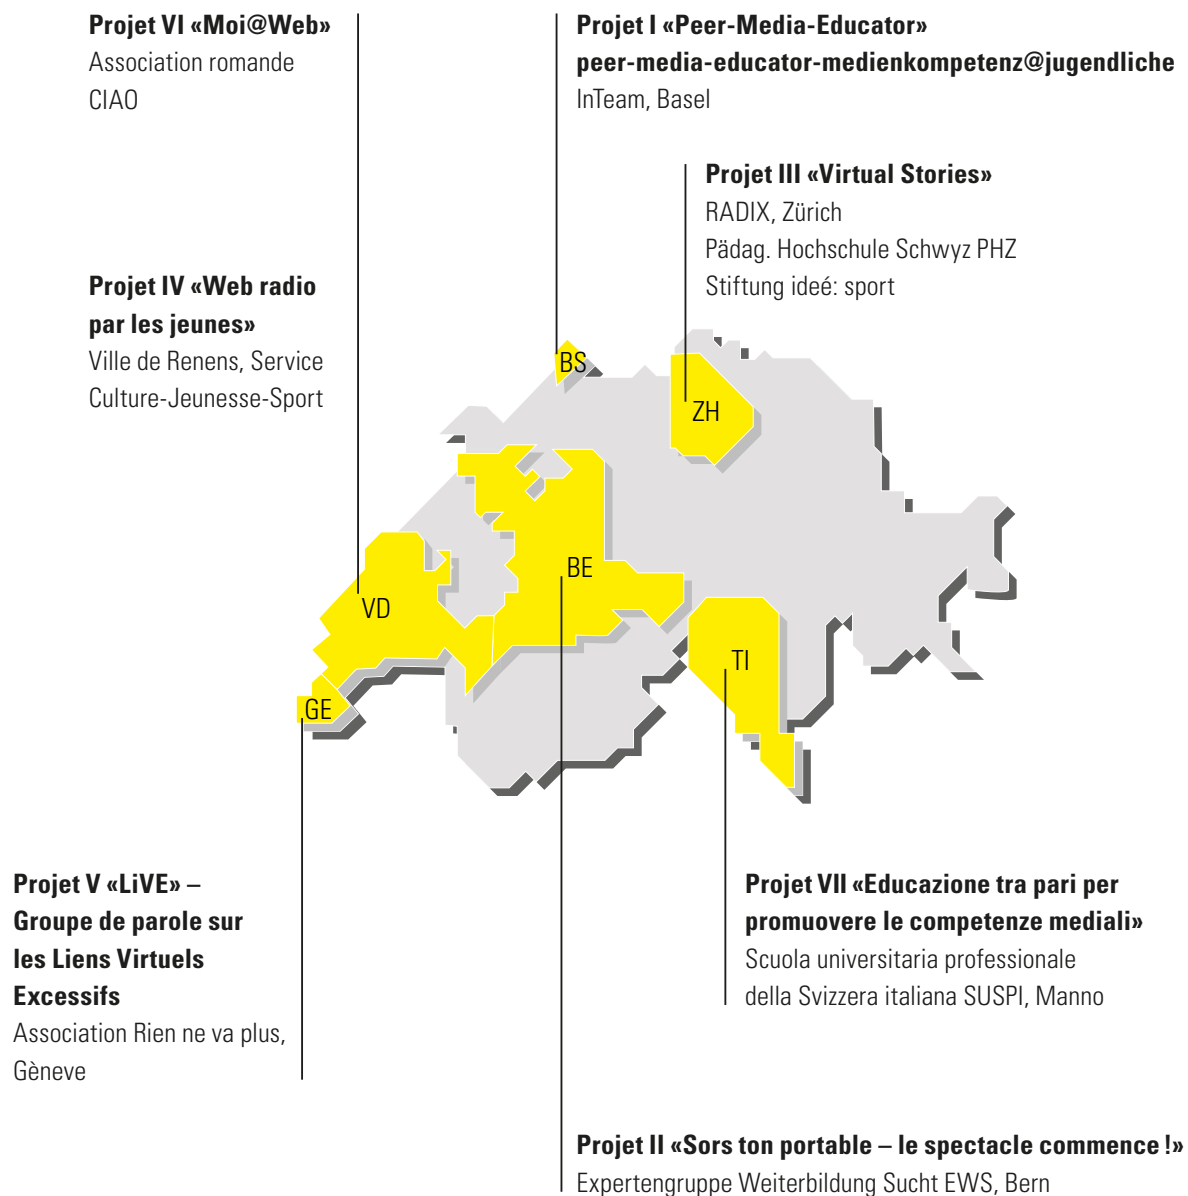 Projet VI «Moi@Web»
Association romande
CIAO
Projet I «Peer-Media-Educator»
peer-media-educator-medienkompetenz@jugendliche
InTeam, Basel
Projet III «Virtual Stories»
RADIX, Zürich
Pädag. Hochschule Schwyz PHZ
Stiftung ideé: sport
Projet IV «Web radio
par les jeunes»
Ville de Renens, Service
Culture-Jeunesse-Sport
BS
ZH
BE
VD
TI
GE
Projet V «LiVE» –
Groupe de parole sur
les Liens Virtuels
Excessifs
Association Rien ne va plus,
Gèneve
Projet VII «Educazione tra pari per
promuovere le competenze mediali»
Scuola universitaria professionale
della Svizzera italiana SUSPI, Manno
Projet II «Sors ton portable – le spectacle commence !»
Expertengruppe Weiterbildung Sucht EWS, Bern